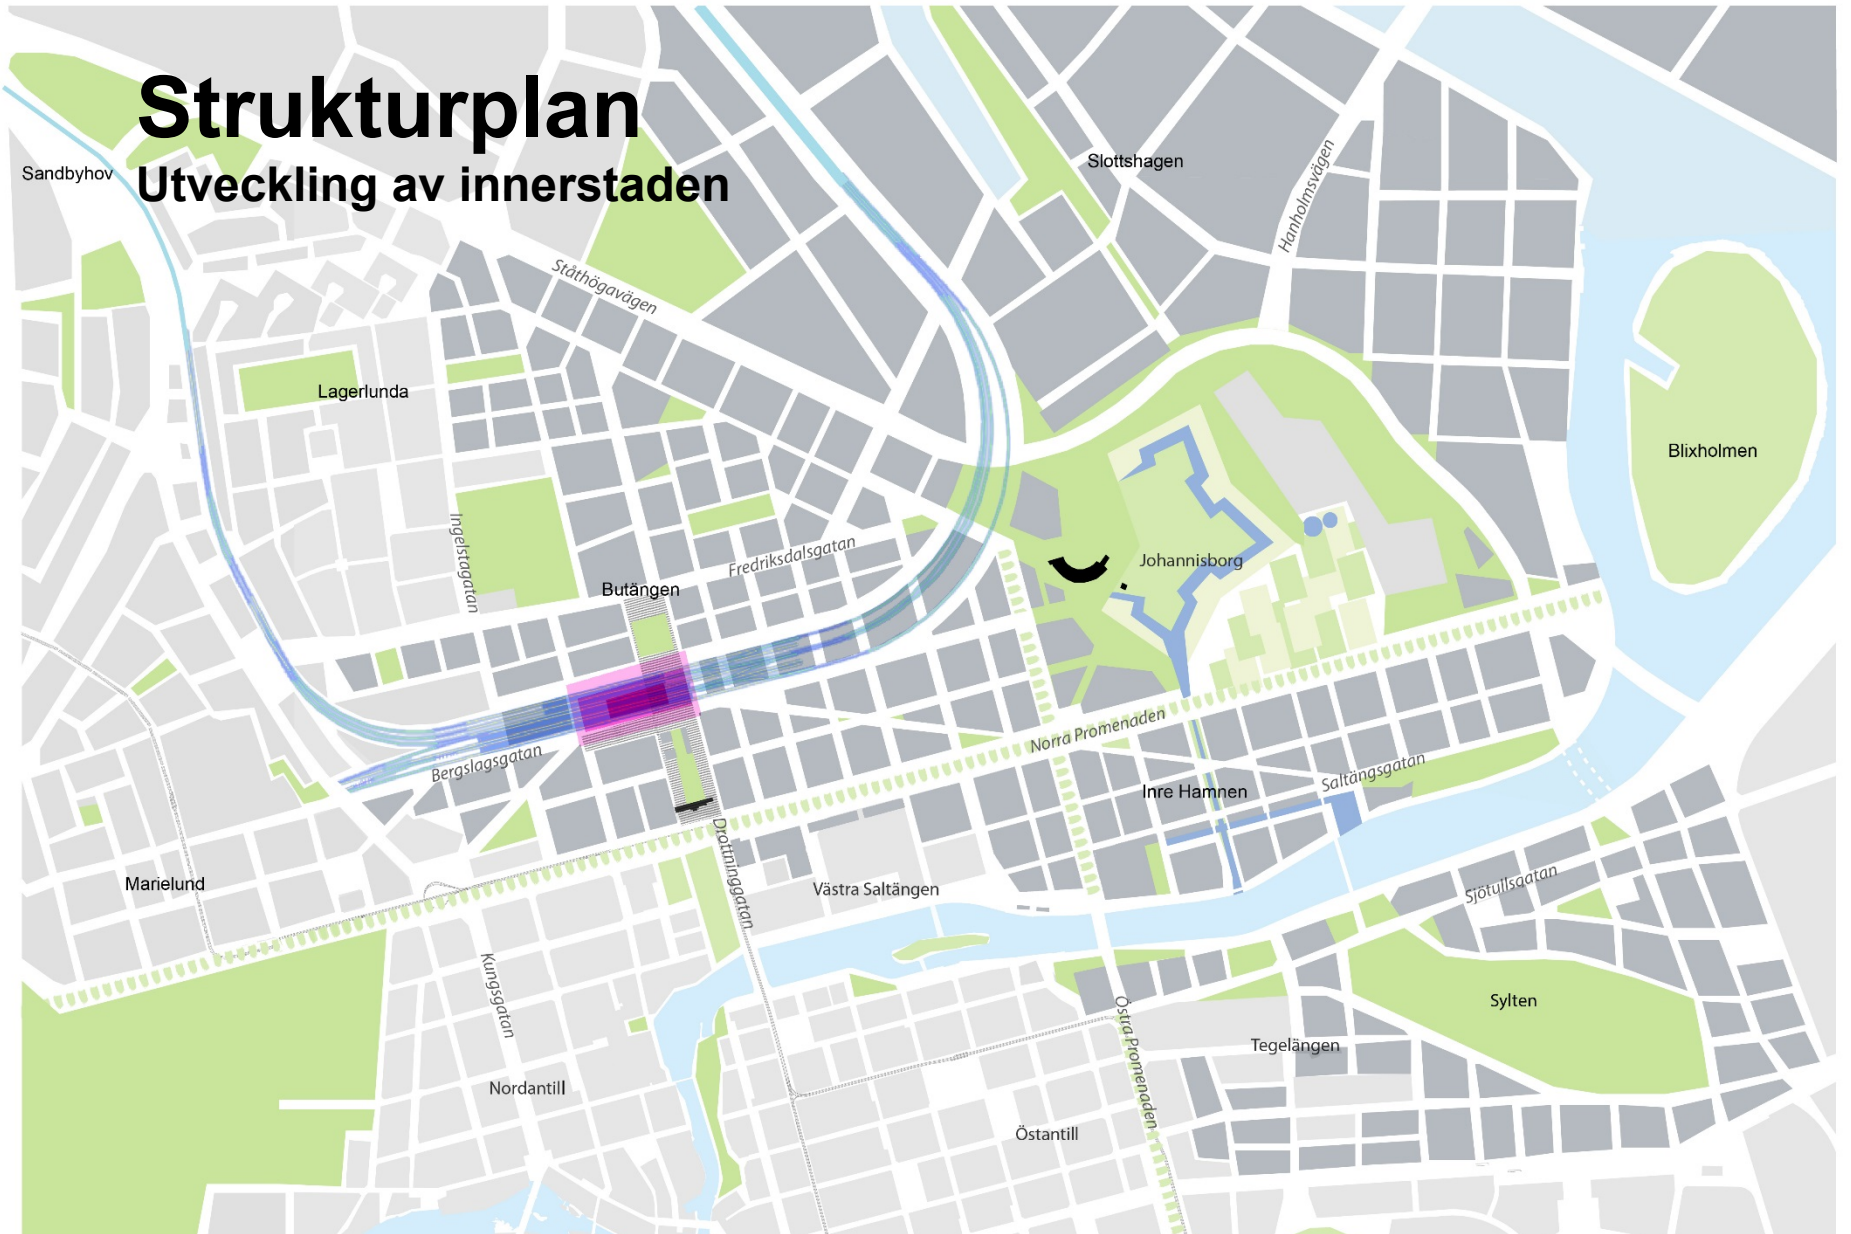 Strukturplan
Utveckling av innerstaden
Sandbyhov
Slottshagen
Hanholmsvägen
Ståthögavägen
Lagerlunda
Blixholmen
Ingelstagatan
Fredriksdalsgatan
Johannisborg
Butängen
Bergslagsgatan
Norra Promenaden
Inre Hamnen
Saltängsgatan
Drottninggatan
Marielund
Västra Saltängen
Sjötullsgatan
Kungsgatan
Östra Promenaden
Sylten
Tegelängen
Nordantill
Östantill